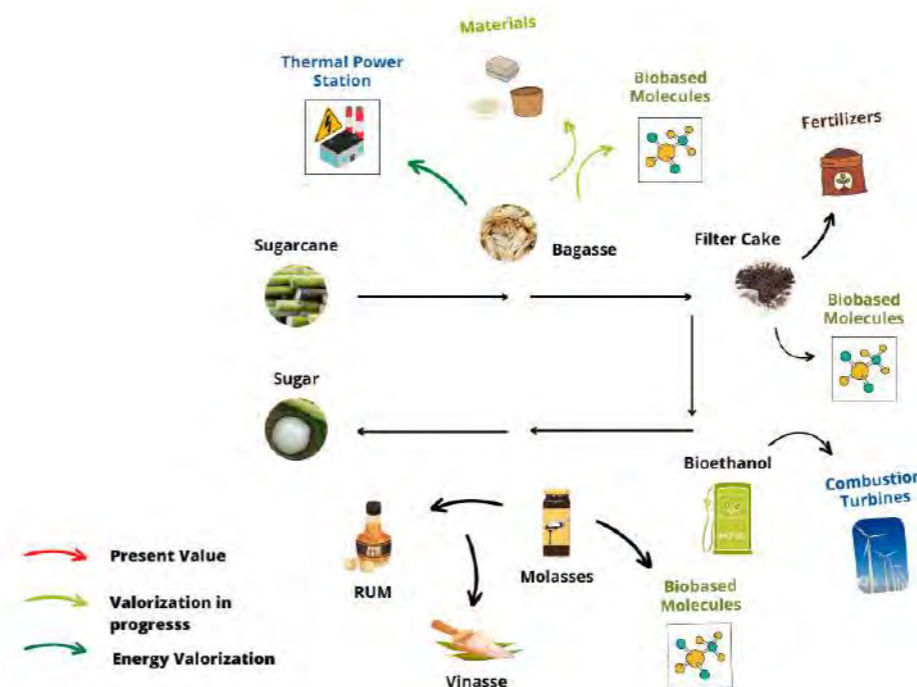 Materials
Thermal Power
Station
Biobased
Molecules
Fertilizers
Sugarcane
Bagasse
Filter Cake
Biobased
Molecules
Sugar
Bioethanol
Combustion
Turbines
Present Value
RUM
Molasses
Biobased
Molecules
Valorization in
progresss
Energy Valorization
Vinasse